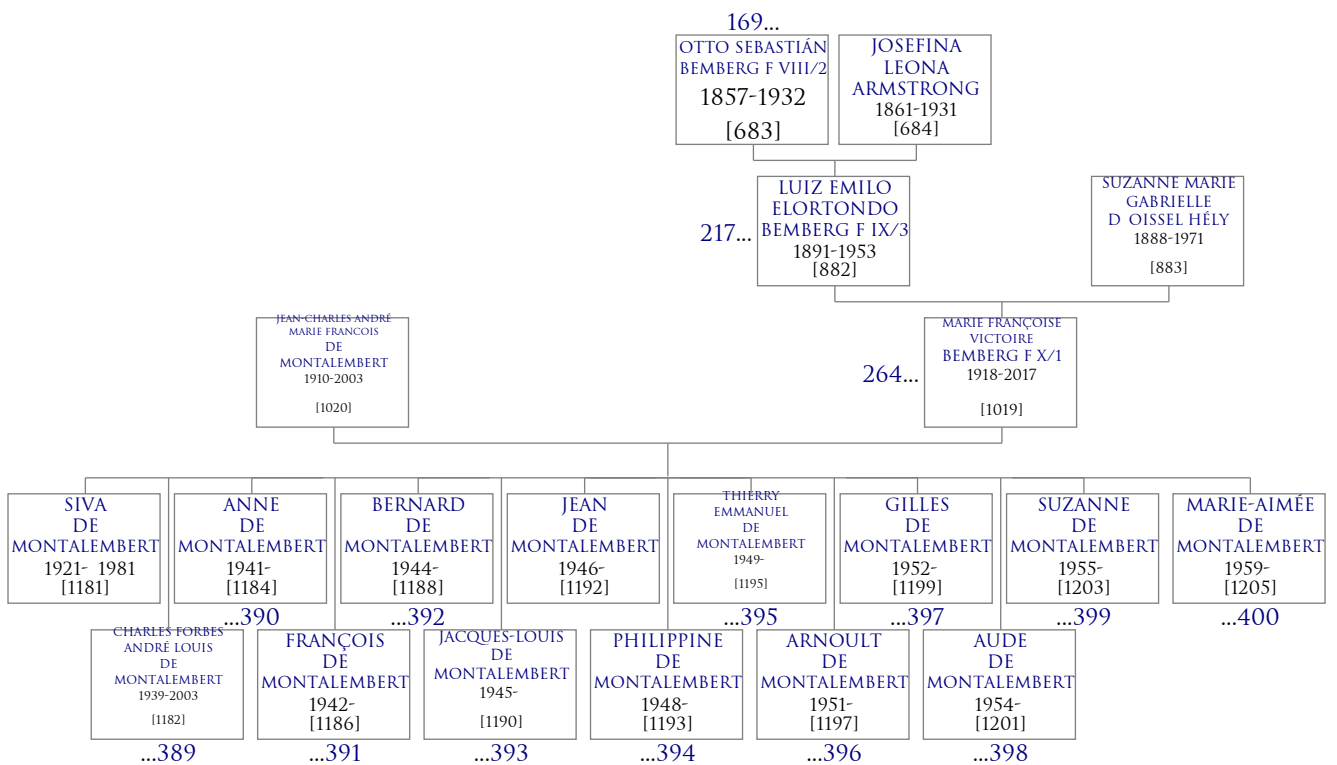 169...
OTTO SEBASTIÁN
BEMBERG F VIII/2
1857-1932
[683]
JOSEFINA
LEONA
ARMSTRONG
1861-1931
[684]
217...
LUIZ EMILO
ELORTONDO
BEMBERG F IX/3
1891-1953
[882]
SUZANNE MARIE
GABRIELLE
D OISSEL HÉLY
1888-1971
[883]
JEAN-CHARLES ANDRÉ
MARIE FRANCOIS
DE
MONTALEMBERT
1910-2003
[1020]
264...
MARIE FRANÇOISE
VICTOIRE
BEMBERG F X/1
1918-2017
[1019]
SIVA
DE
MONTALEMBERT
1921- 1981
[1181]
ANNE
DE
MONTALEMBERT
1941-
[1184]
...390
BERNARD
DE
MONTALEMBERT
1944-
[1188]
...392
JEAN
DE
MONTALEMBERT
1946-
[1192]
THIERRY
EMMANUEL
DE
MONTALEMBERT
1949-
[1195]
...395
GILLES
DE
MONTALEMBERT
1952-
[1199]
...397
SUZANNE
DE
MONTALEMBERT
1955-
[1203]
...399
MARIE-AIMÉE
DE
MONTALEMBERT
1959-
[1205]
...400
CHARLES FORBES
ANDRÉ LOUIS
DE
MONTALEMBERT
1939-2003
[1182]
...389
FRANÇOIS
DE
MONTALEMBERT
1942-
[1186]
...391
JACQUES-LOUIS
DE
MONTALEMBERT
1945-
[1190]
...393
PHILIPPINE
DE
MONTALEMBERT
1948-
[1193]
...394
ARNOULT
DE
MONTALEMBERT
1951-
[1197]
...396
AUDE
DE
MONTALEMBERT
1954-
[1201]
...398